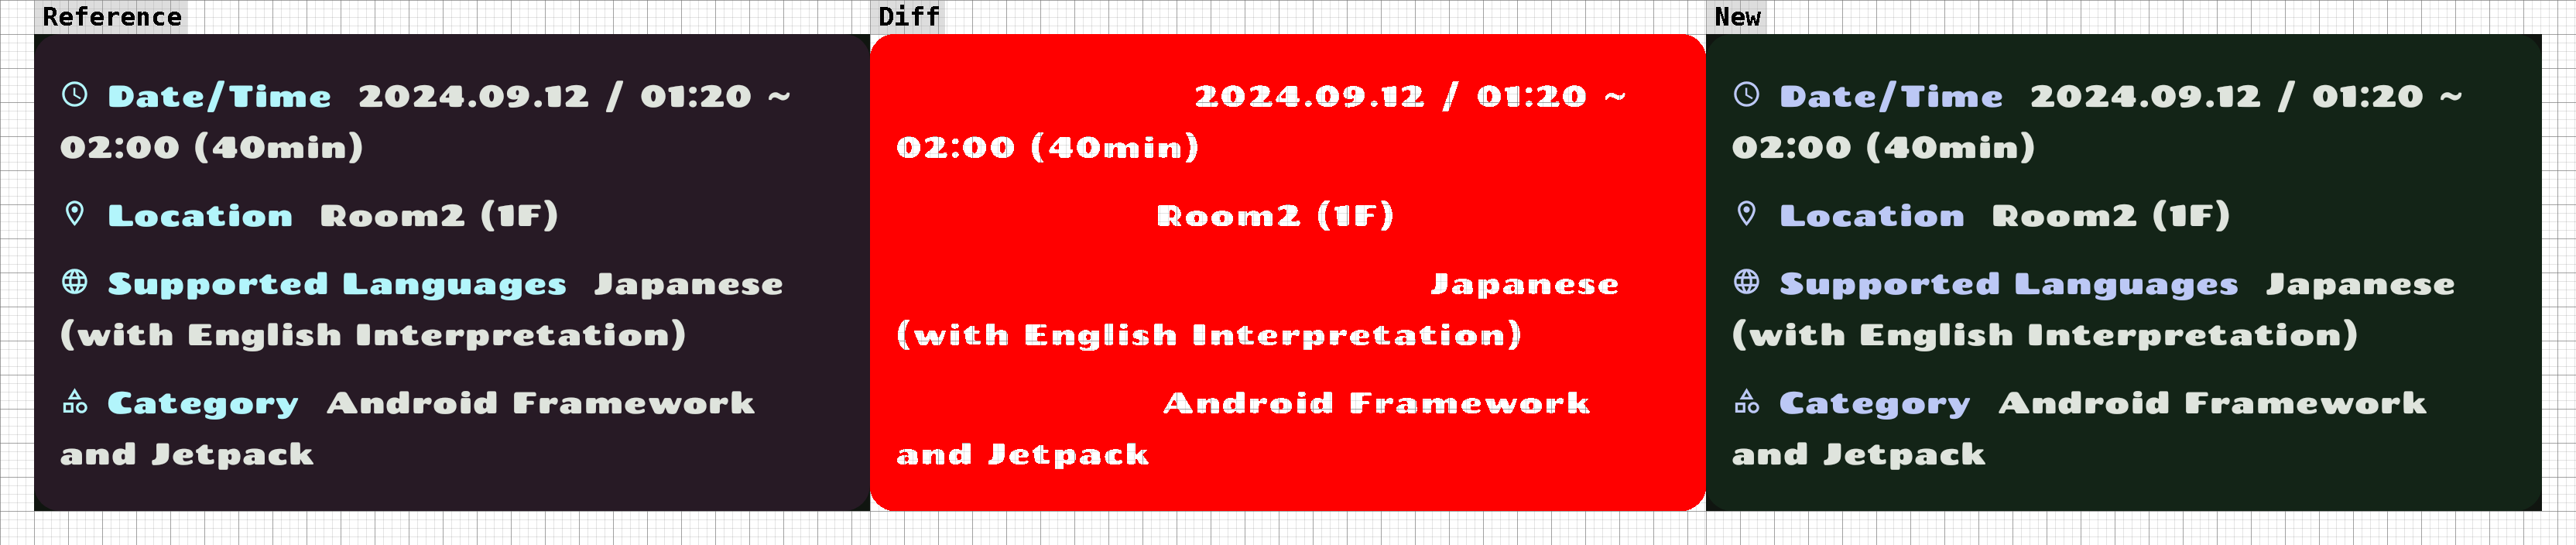 Reference
Date/Time 2024.09.12 / 01:20 ~
02:00 (40min)
Location Room2 (1F)
Supported Languages Japanese
(with English Interpretation)
Category Android Framework
and Jetpack
Diff
2024.09.12 / 01:20 ~
02:00 (40min)
Room2 (1F)
Japanese
(with English Interpretation)
Android Framework
and Jetpack
New
Date/Time 2024.09.12 / 01:20 ~
02:00 (40min)
Location Room2 (1F)
Supported Languages Japanese
(with English Interpretation)
Category Android Framework
and Jetpack